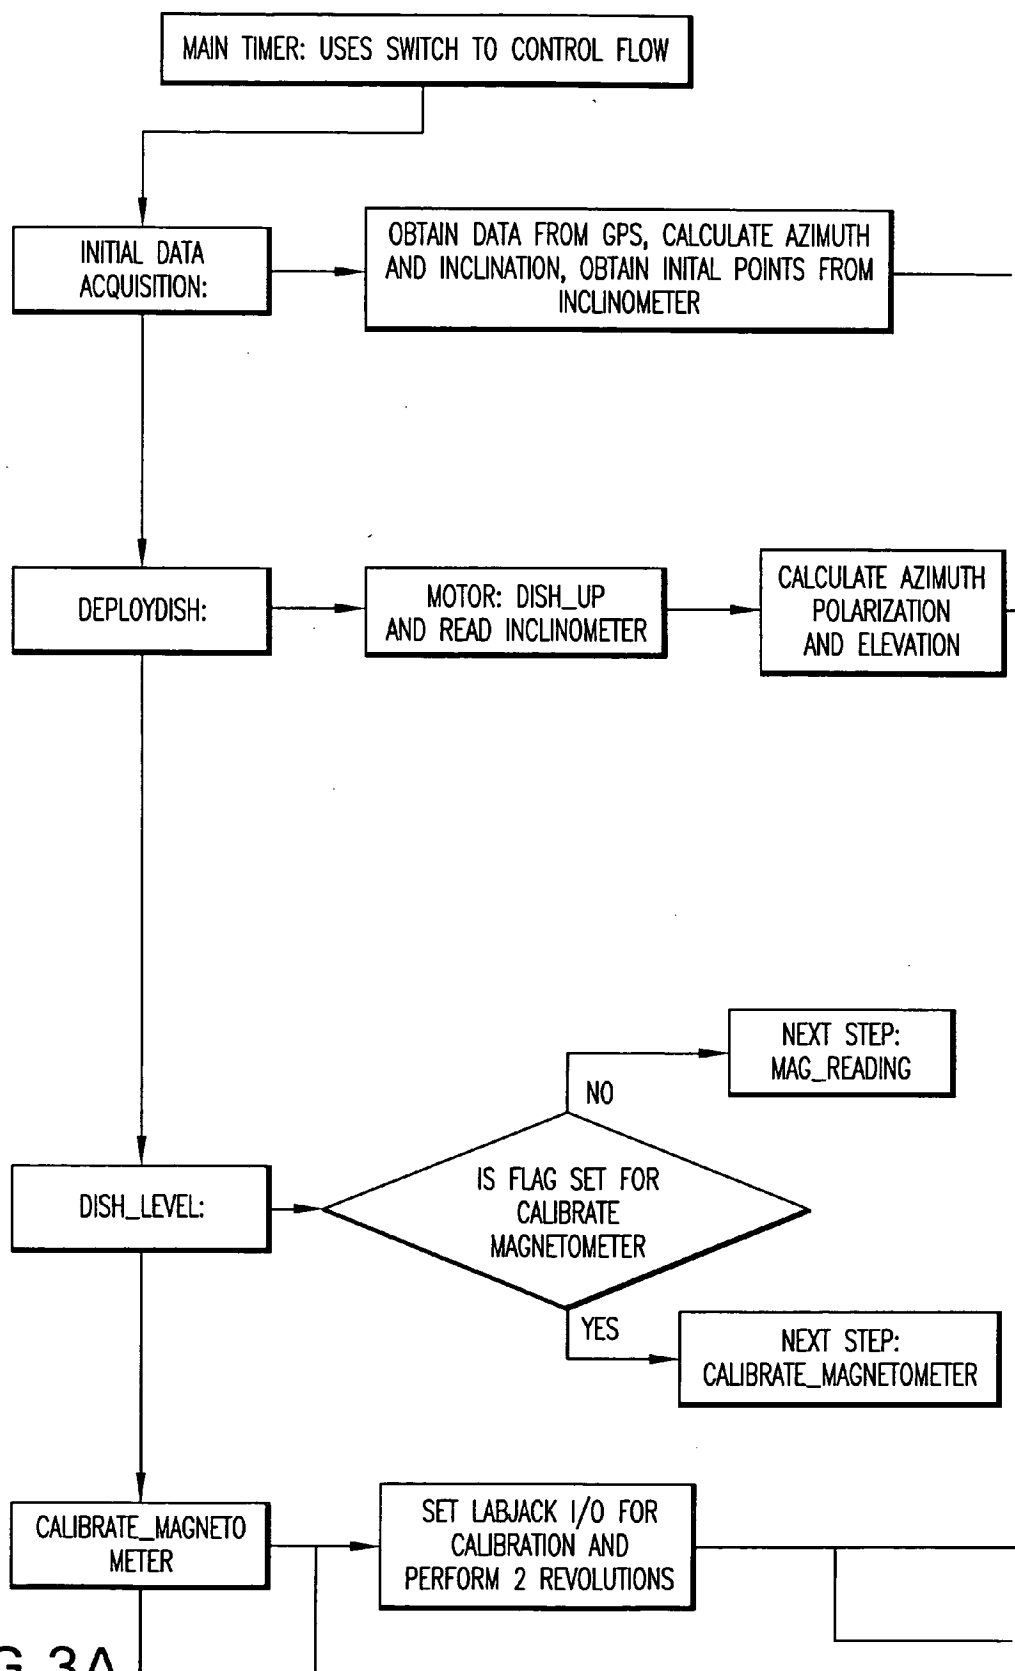 MAIN TIMER: USES SWITCH TO CONTROL FLOW
INITIAL DATA
ACQUISITION:
OBTAIN DATA FROM GPS, CALCULATE AZIMUTH
AND INCLINATION, OBTAIN INITAL POINTS FROM
INCLINOMETER
DEPLOYDISH:
MOTOR: DISH_UP
AND READ INCLINOMETER
CALCULATE AZIMUTH
POLARIZATION
AND ELEVATION
NEXT STEP:
MAG_READING
NO
DISH_LEVEL:
IS FLAG SET FOR
CALIBRATE
MAGNETOMETER
YES
NEXT STEP:
CALIBRATE_MAGNETOMETER
CALIBRATE_MAGNETO
METER
SET LABJACK I/O FOR
CALIBRATION AND
PERFORM 2 REVOLUTIONS
G.3A